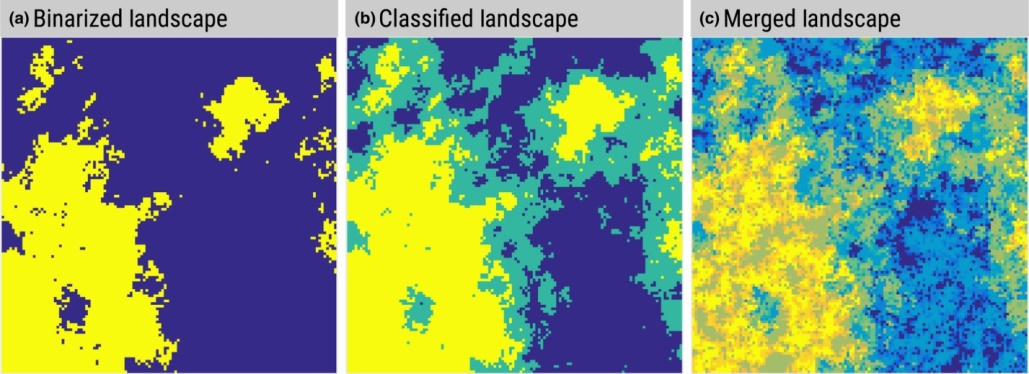 (a) Binarized landscape
(b) Classified landscape
(c) Merged landscape